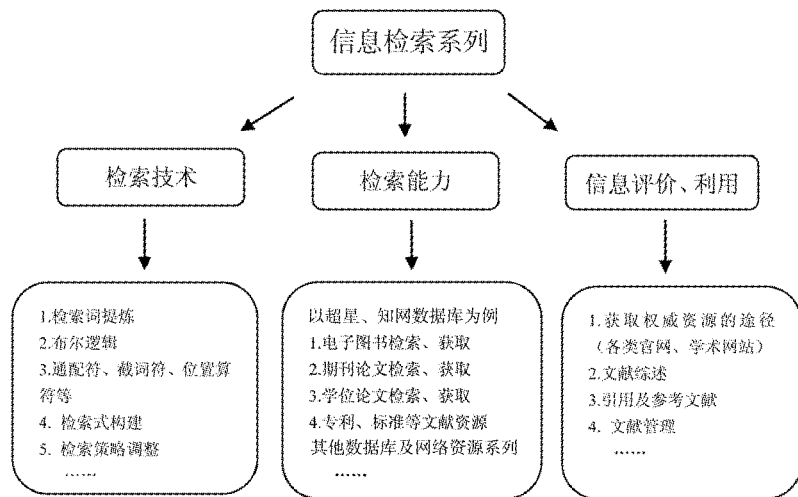 信息检索系列
检索技术
检索能力
信息评价、利用
1.检索词提炼
2.布尔逻辑
3.通配符、截词符、位置算
符等
4. 检索式构建
5. 检索策略调整
……
以超星、知网数据库为例
1.电子图书检索、获取
2.期刊论文检索、获取
3.学位论文检索、获取
4.专利、标准等文献资源
其他数据库及网络资源系列
……
1.获取权威资源的途径
（各类官网、学术网站）
2.文献综述
3.引用及参考文献
4. 文献管理
……